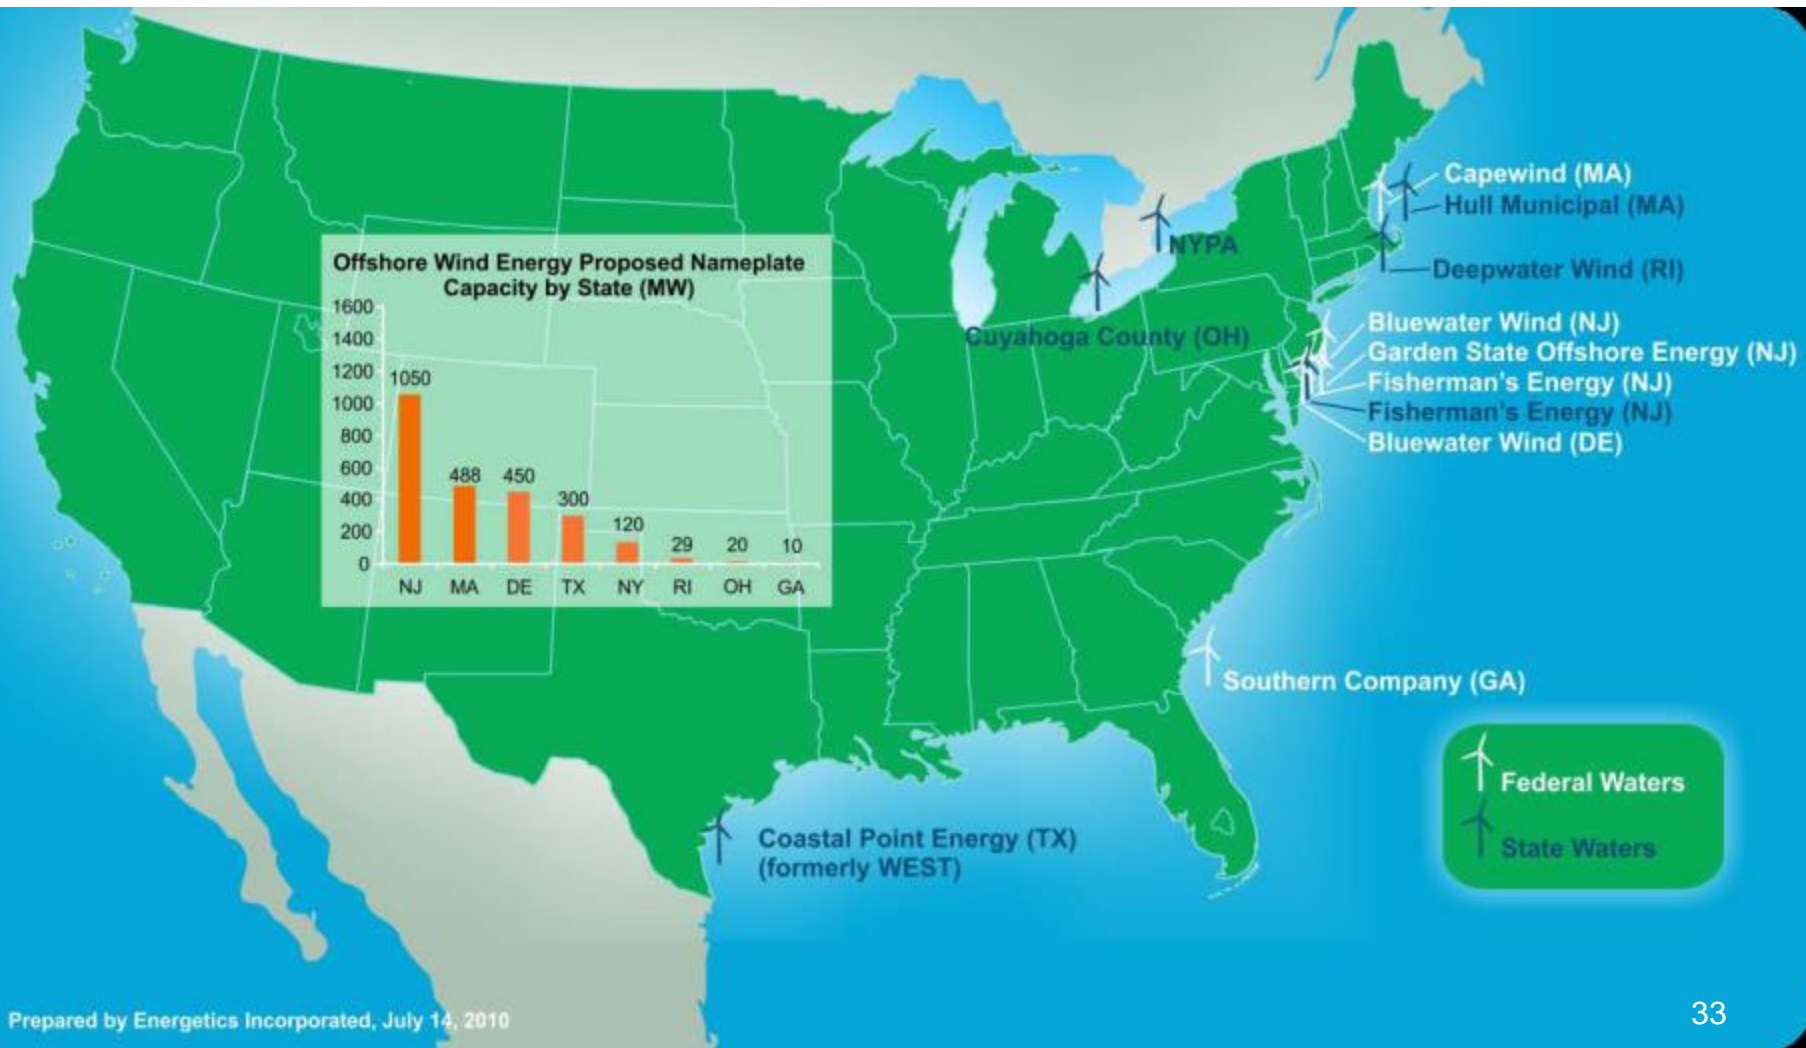 Capewind (MA)
Hull Municipal (MA)
NYPA
Deepwater Wind (RI)
Cuyahoga County (OH)
Bluewater Wind (NJ)
Garden State Offshore Energy (NJ)
Fisherman's Energy (NJ)
Fisherman's Energy (NJ)
Bluewater Wind (DE)
Offshore Wind Energy Proposed Nameplate
Capacity by State (MW)
1600
1400
1200
1000
800
600
400
200
0
1050
488
450
300
120
29
20
10
NJ MA DE TX NY RI OH GA
Southern Company (GA)
Federal Waters
State Waters
Coastal Point Energy (TX)
(formerly WEST)
Prepared by Energetics Incorporated, July 14, 2010
33